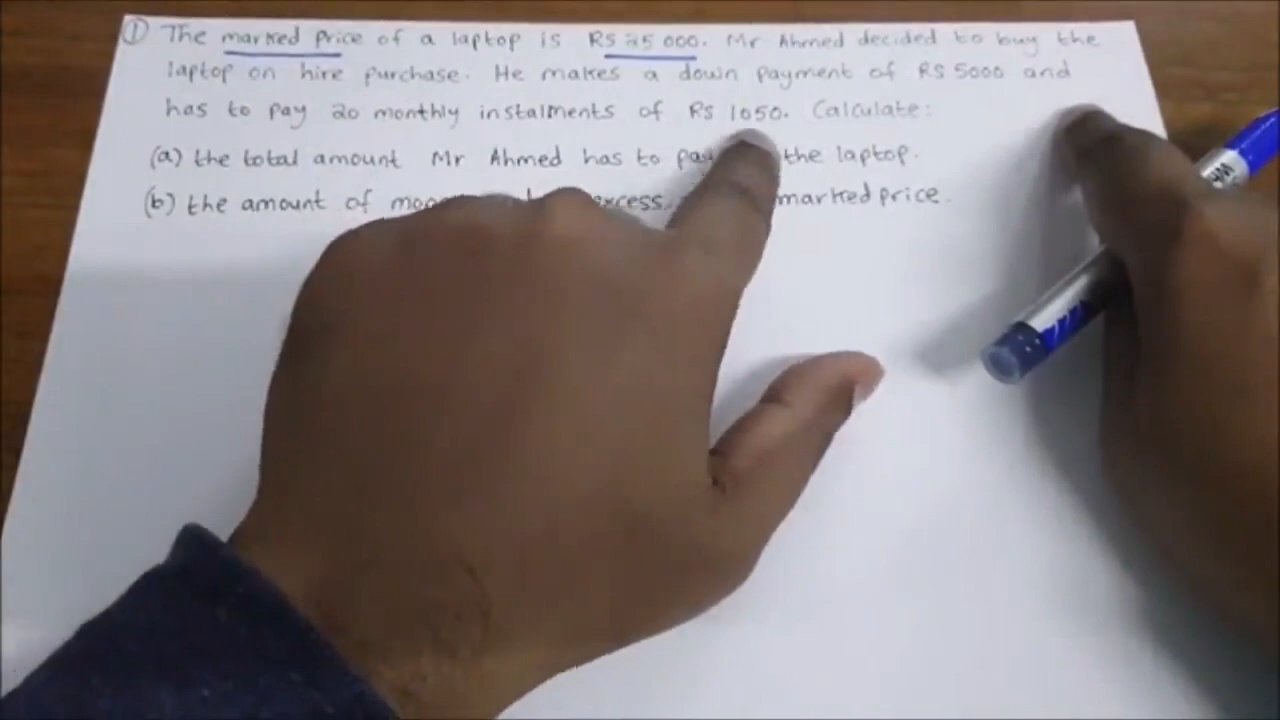 ① The marked price of a laptop is RS 25 000. Mr Ahmed decided to buy the
laptop on hire purchase. He makes a down payment of RS 5000 and
has to pay 20 monthly instalments of RS 1050. Calculate:
(a) the total amount Mr Ahmed has to pay the laptop.
(b) the amount of excess marked price.